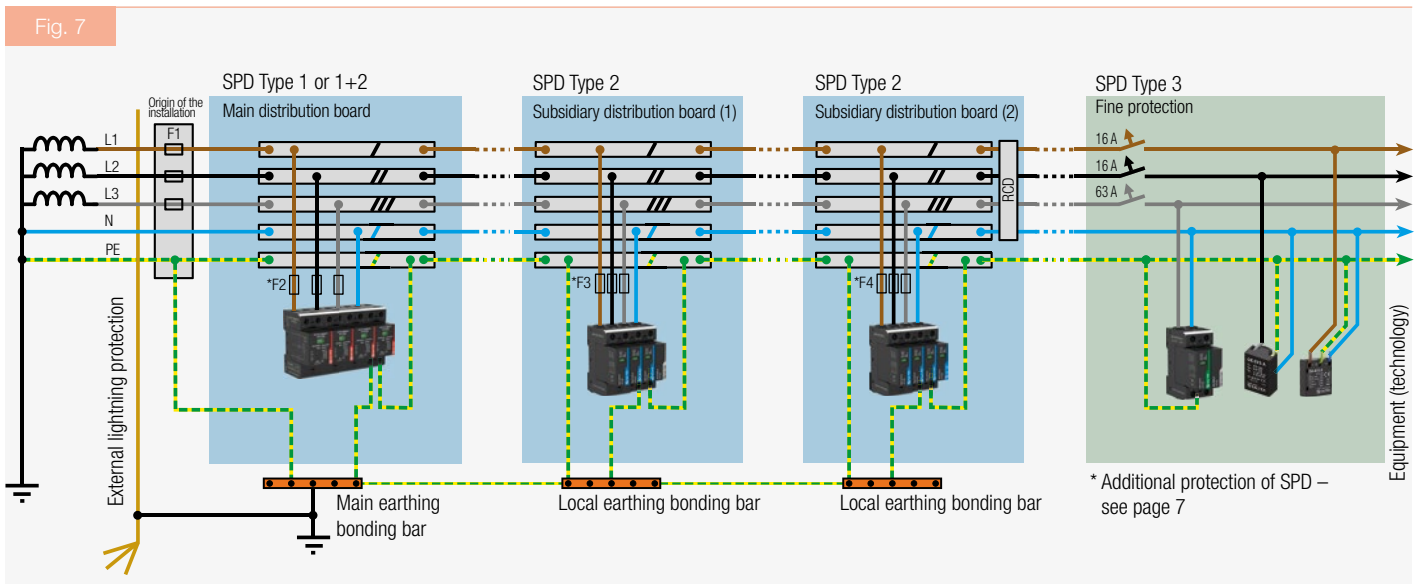 Fig. 7
SPD Type 1 or 1+2
Main distribution board
SPD Type 2
Subsidiary distribution board (1)
SPD Type 2
Subsidiary distribution board (2)
SPD Type 3
Fine protection
Origin of the
installation
F1
L1
L2
L3
N
PE
16 A
16 A
63 A
RCD
*F2
*F3
*F4
External lightning protection
Equipment (technology)
Main earthing
bonding bar
Local earthing bonding bar
Local earthing bonding bar
* Additional protection of SPD –
see page 7